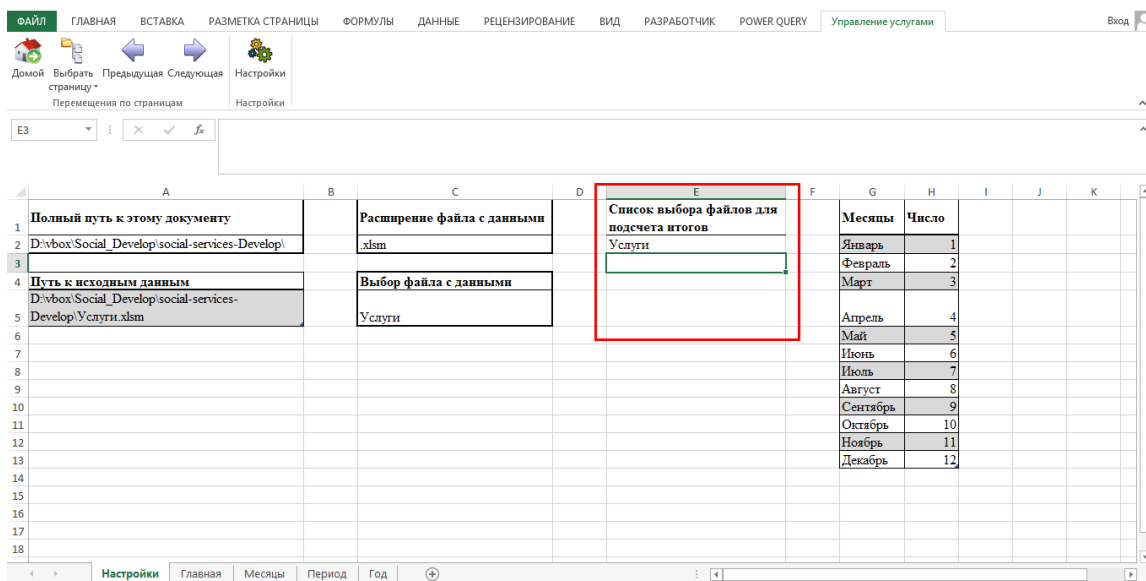 ФАЙЛ ГЛАВНАЯ ВСТАВКА РАЗМЕТКА СТРАНИЦЫ ФОРМУЛЫ ДАННЫЕ РЕЦЕНЗИРОВАНИЕ ВИД РАЗРАБОТЧИК POWER QUERY Управление услугами Вход
Домой Выбрать Предыдущая Следующая Настройки
страницу
Перемещения по страницам Настройки
E3 fx
A B C D E F G H I J K
1 Полный путь к этому документу Расширение файла с данными Список выбора файлов для Месяцы Число
подсчета итогов
2 D:\vbox\Social_Develop\social-services-Develop\ .xlsm Услуги Январь 1
3 Февраль 2
4 Путь к исходным данным Выбор файла с данными Март 3
D:\vbox\Social_Develop\social-services-
5 Develop\Услуги.xlsm Услуги Апрель 4
6 Май 5
7 Июнь 6
8 Июль 7
9 Август 8
10 Сентябрь 9
11 Октябрь 10
12 Ноябрь 11
13 Декабрь 12
14
15
16
17
18
Настройки Главная Месяцы Период Год